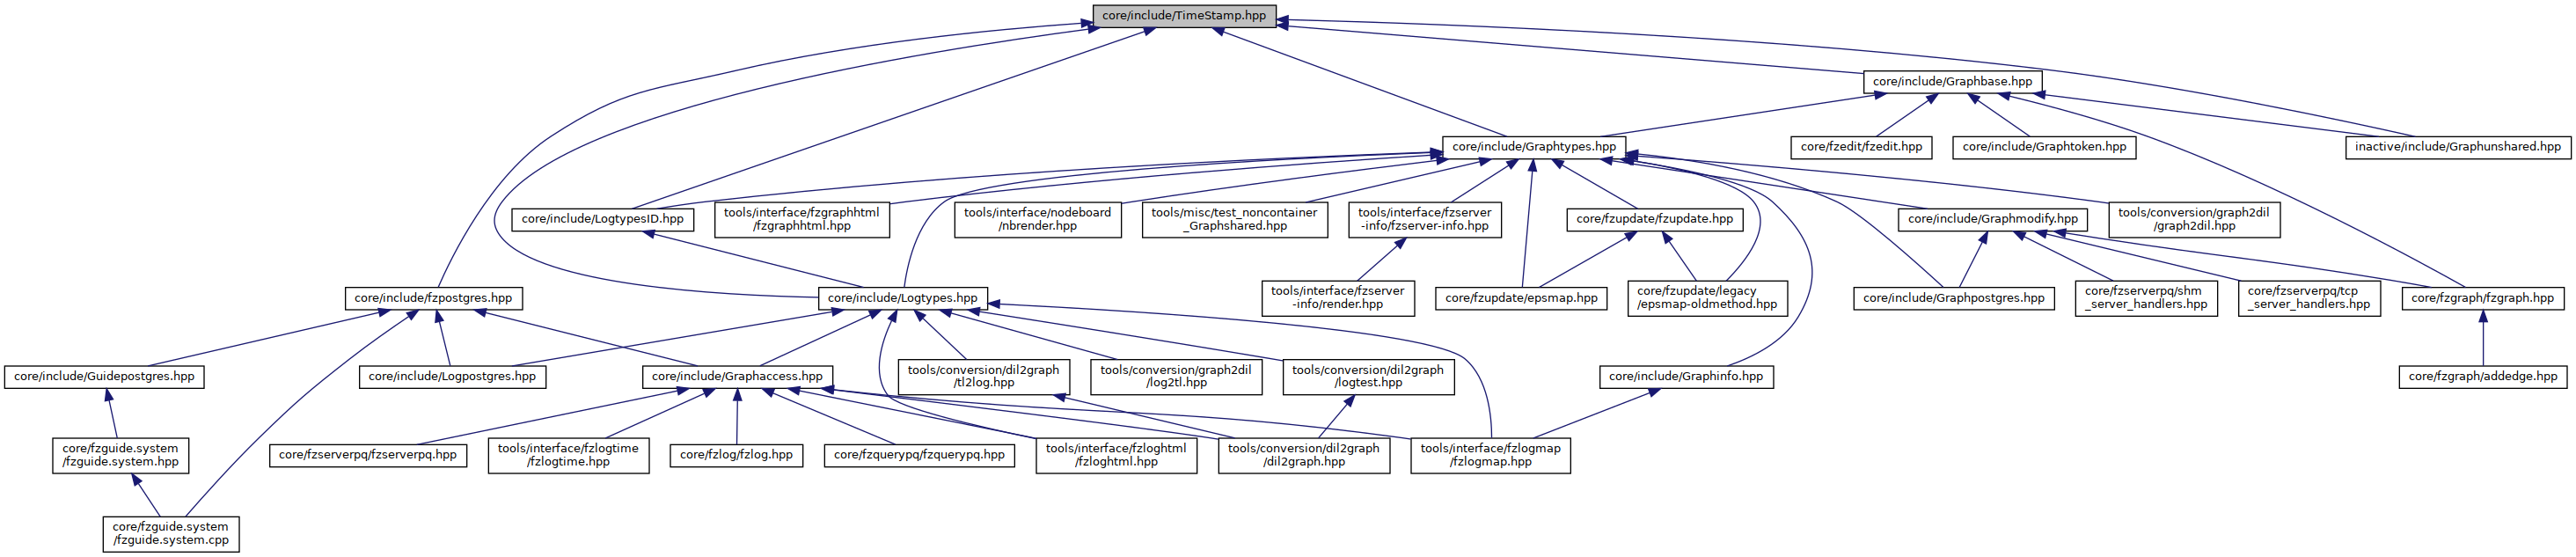 core/include/TimeStamp.hpp
core/include/Graphbase.hpp
core/include/Graphtypes.hpp
core/fzedit/fzedit.hpp
core/include/Graphtoken.hpp
inactive/include/Graphunshared.hpp
core/include/LogtypesID.hpp
tools/interface/fzgraphhtml
/fzgraphhtml.hpp
tools/interface/nodeboard
/nbrender.hpp
tools/misc/test_noncontainer
_Graphshared.hpp
tools/interface/fzserver
-info/fzserver-info.hpp
core/fzupdate/fzupdate.hpp
core/include/Graphmodify.hpp
tools/conversion/graph2dil
/graph2dil.hpp
core/include/fzpostgres.hpp
core/include/Logtypes.hpp
tools/interface/fzserver
-info/render.hpp
core/fzupdate/epsmap.hpp
core/fzupdate/legacy
/epsmap-oldmethod.hpp
core/include/Graphpostgres.hpp
core/fzserverpq/shm
_server_handlers.hpp
core/fzserverpq/tcp
_server_handlers.hpp
core/fzgraph/fzgraph.hpp
core/include/Guidepostgres.hpp
core/include/Logpostgres.hpp
core/include/Graphaccess.hpp
tools/conversion/dil2graph
/tl2log.hpp
tools/conversion/graph2dil
/log2tl.hpp
tools/conversion/dil2graph
/logtest.hpp
core/include/Graphinfo.hpp
core/fzgraph/addedge.hpp
core/fzguide.system
/fzguide.system.hpp
core/fzserverpq/fzserverpq.hpp
tools/interface/fzlogtime
/fzlogtime.hpp
core/fzlog/fzlog.hpp
core/fzquerypq/fzquerypq.hpp
tools/interface/fzloghtml
/fzloghtml.hpp
tools/conversion/dil2graph
/dil2graph.hpp
tools/interface/fzlogmap
/fzlogmap.hpp
core/fzguide.system
/fzguide.system.cpp